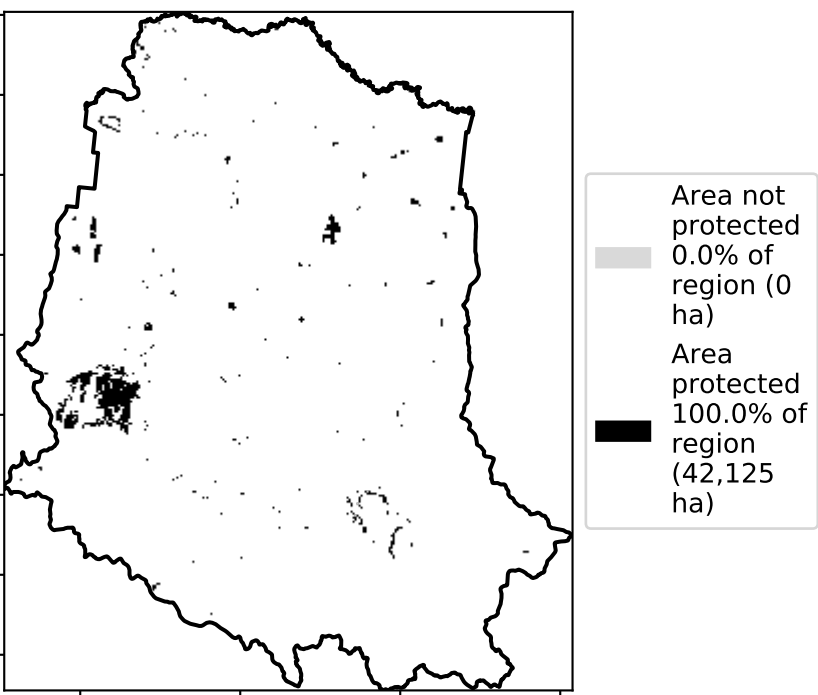 Area not
protected
0.0% of
region (0
ha)
Area
protected
100.0% of
region
(42,125
ha)